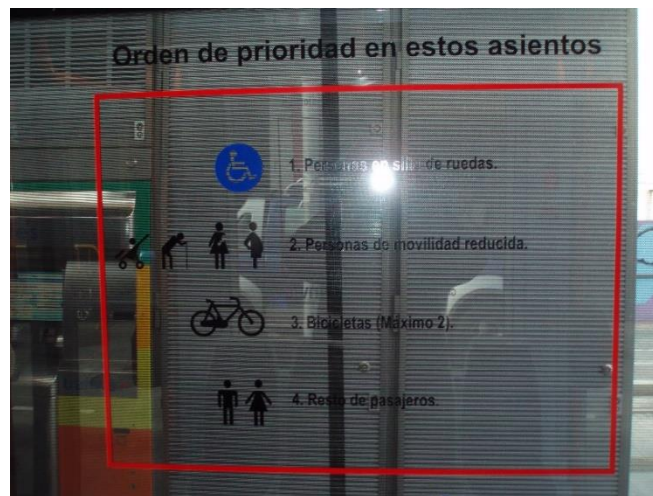 Orden de prioridad en estos asientos
1. Personas en silla de ruedas.
2. Personas de movilidad reducida.
3. Bicicletas (Máximo 2).
4. Resto de pasajeros.